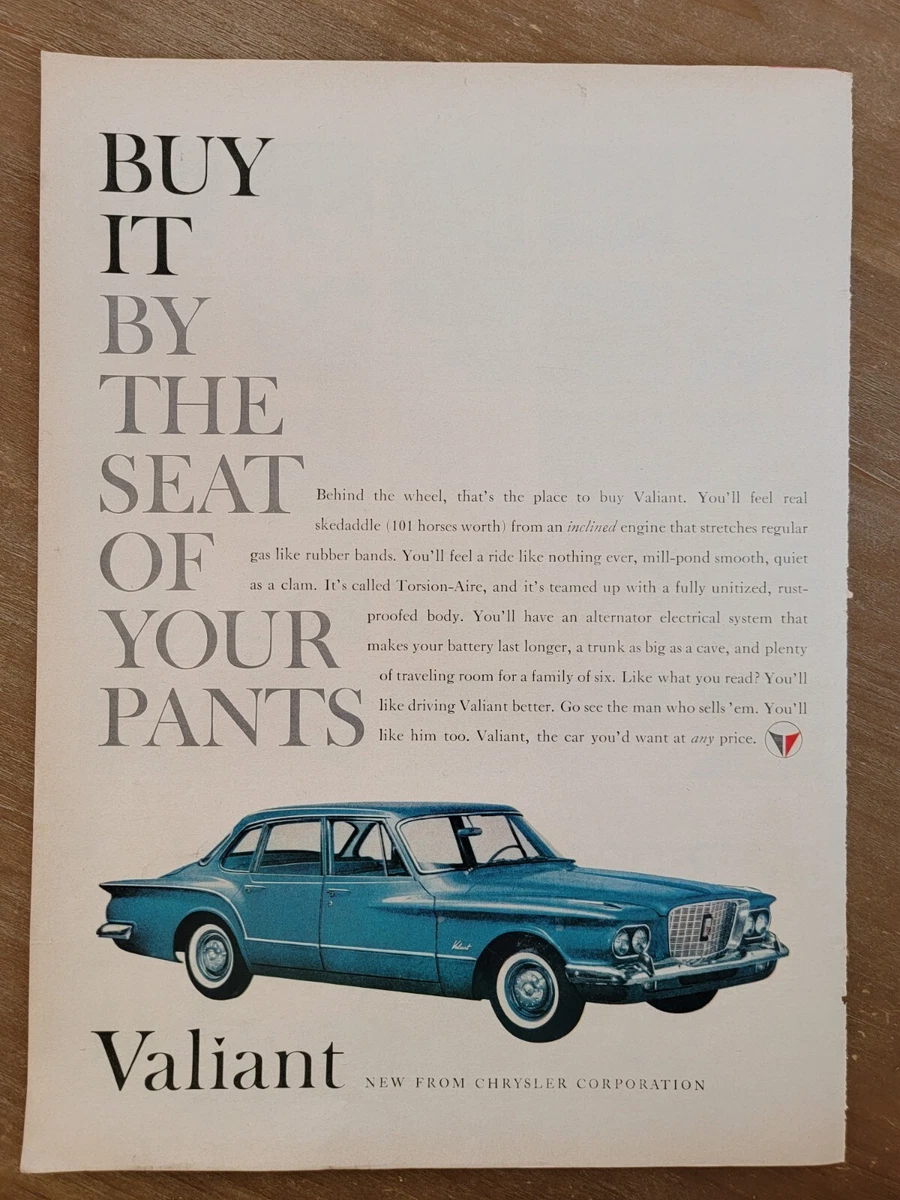 BUY
IT
BY
THE
SEAT
OF
YOUR
PANTS
Behind the wheel, that's the place to buy Valiant. You'll feel real
skedaddle (101 horses worth) from an inclined engine that stretches regular
gas like rubber bands. You'll feel a ride like nothing ever, mill-pond smooth, quiet
as a clam. It's called Torsion-Aire, and it's teamed up with a fully unitized, rust-
proofed body. You'll have an alternator electrical system that
makes your battery last longer, a trunk as big as a cave, and plenty
of traveling room for a family of six. Like what you read? You'll
like driving Valiant better. Go see the man who sells 'em. You'll
like him too. Valiant, the car you'd want at any price.
Valiant
Valiant NEW FROM CHRYSLER CORPORATION